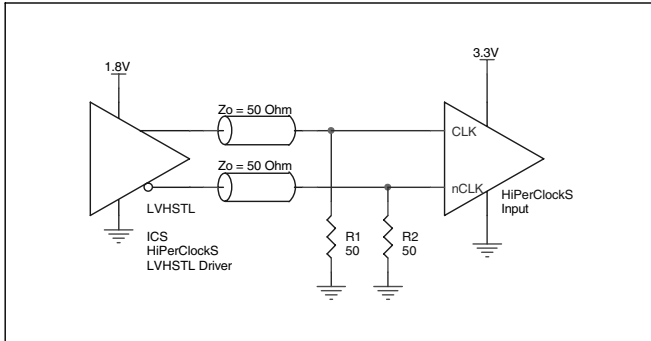 1.8V
3.3V
Zo = 50 Ohm
CLK
Zo = 50 Ohm
nCLK
HiPerClockS
Input
LVHSTL
ICS
HiPerClockS
LVHSTL Driver
R1
50
R2
50